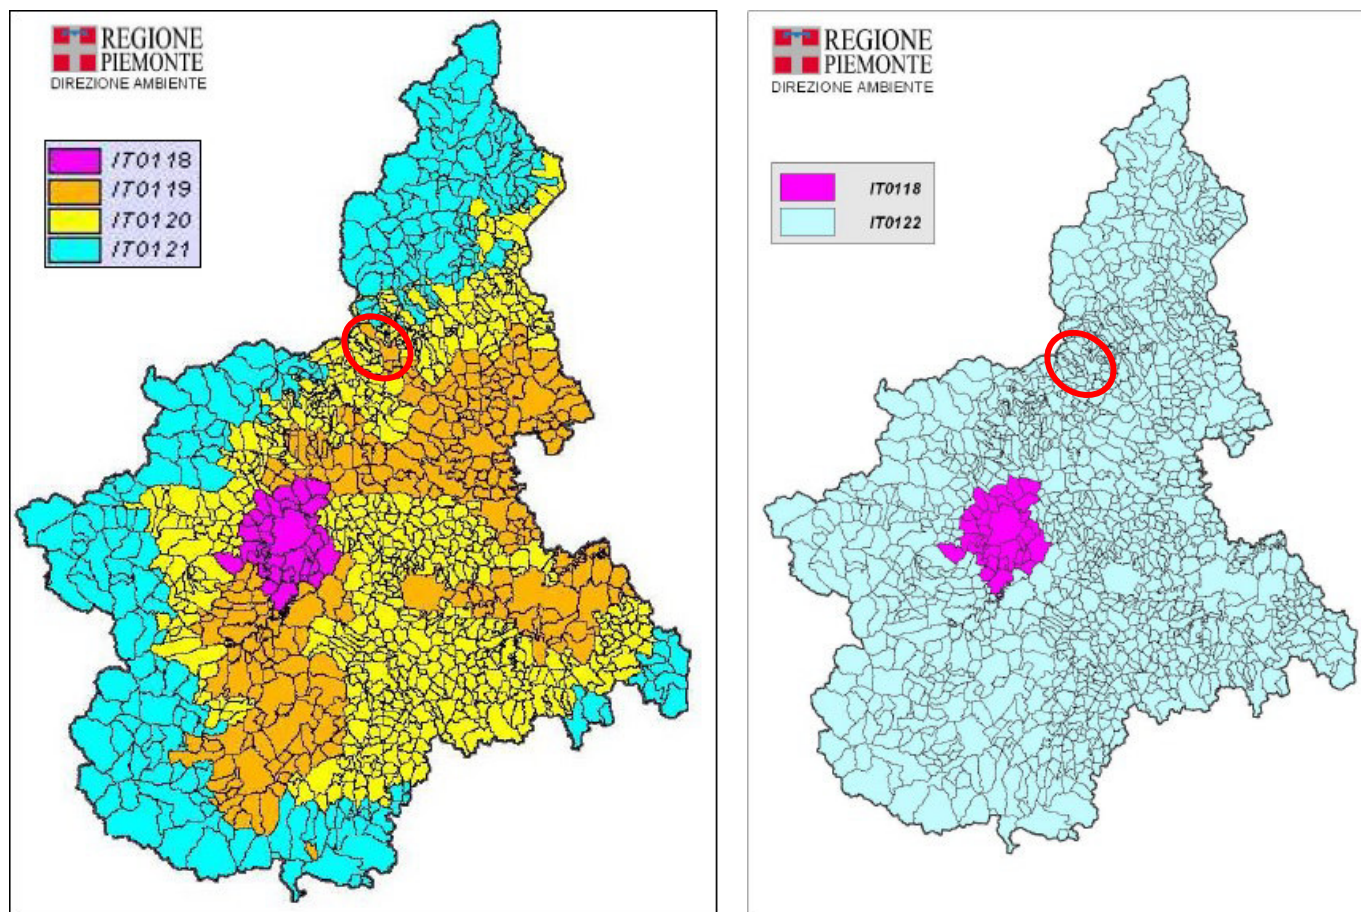 REGIONE
PIEMONTE
DIREZIONE AMBIENTE
IT0118
IT0119
IT0120
IT0121
REGIONE
PIEMONTE
DIREZIONE AMBIENTE
IT0118
IT0122